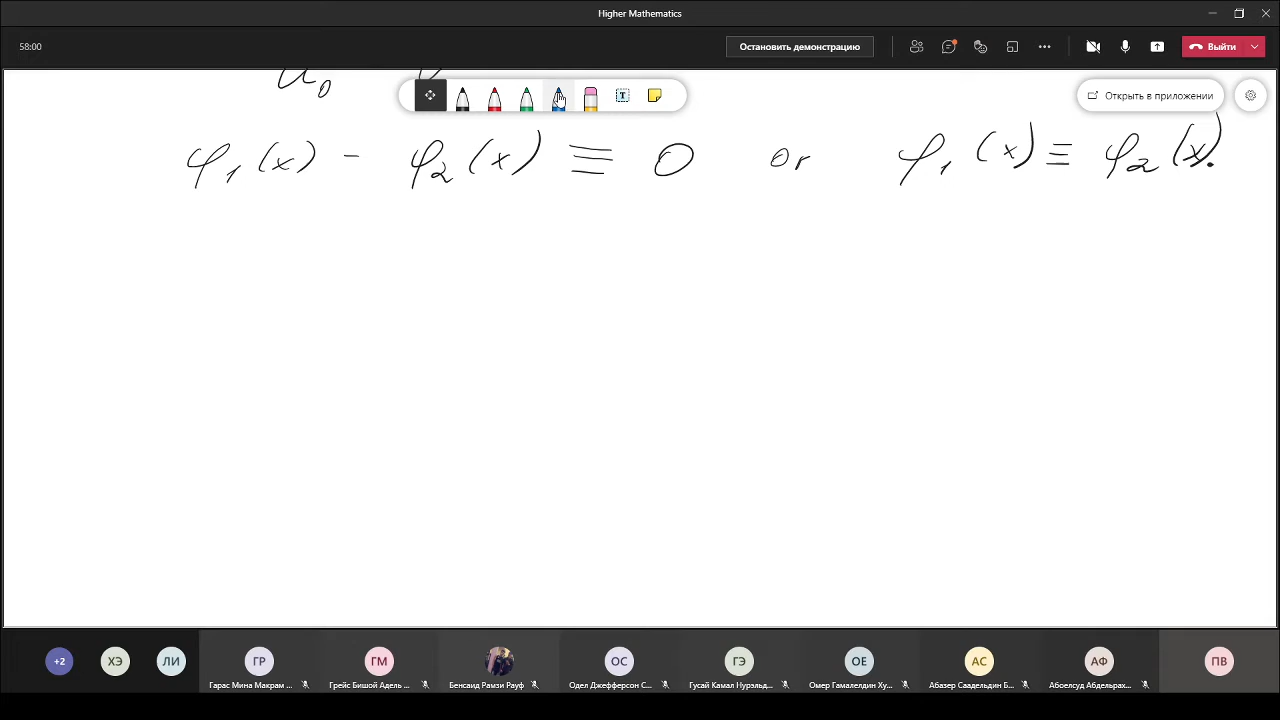 Higher Mathematics
58:00
Остановить демонстрацию
Выйти
Открыть в приложении
φ₁(x) - φ₂(x) ≡ 0 or φ₁(x) ≡ φ₂(x).
+2
ХЭ
ЛИ
ГР
ГМ
ОС
ГЭ
ОЕ
АС
АФ
ПВ
Гарас Мина Макрам ...
Грейс Бишой Адель ...
Бенсаид Рамзи Рауф
Одел Джефферсон С...
Гусай Камал Нурэльд...
Омер Гамалелдин Ху...
Абазер Саадельдин Б...
Абоелсуд Абдельрах...